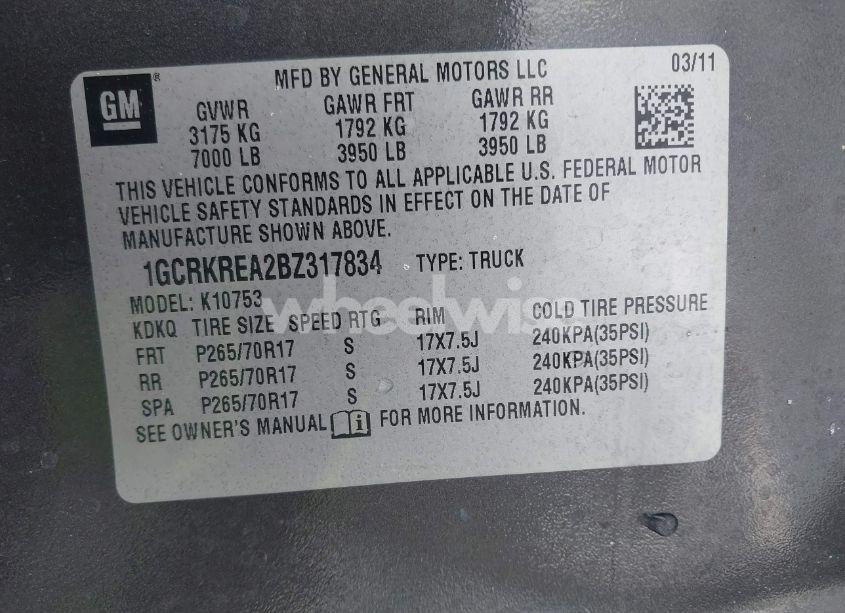 GM ®
MFD BY GENERAL MOTORS LLC 03/11
GVWR GAWR FRT GAWR RR
3175 KG 1792 KG 1792 KG
7000 LB 3950 LB 3950 LB
THIS VEHICLE CONFORMS TO ALL APPLICABLE U.S. FEDERAL MOTOR
VEHICLE SAFETY STANDARDS IN EFFECT ON THE DATE OF
MANUFACTURE SHOWN ABOVE.
1GCRKREA2BZ317834 TYPE: TRUCK
MODEL: K10753
wheelwise
KDKQ TIRE SIZE SPEED RTG RIM COLD TIRE PRESSURE
FRT P265/70R17 S 17X7.5J 240KPA(35PSI)
RR P265/70R17 S 17X7.5J 240KPA(35PSI)
SPA P265/70R17 S 17X7.5J 240KPA(35PSI)
SEE OWNER'S MANUAL i FOR MORE INFORMATION.